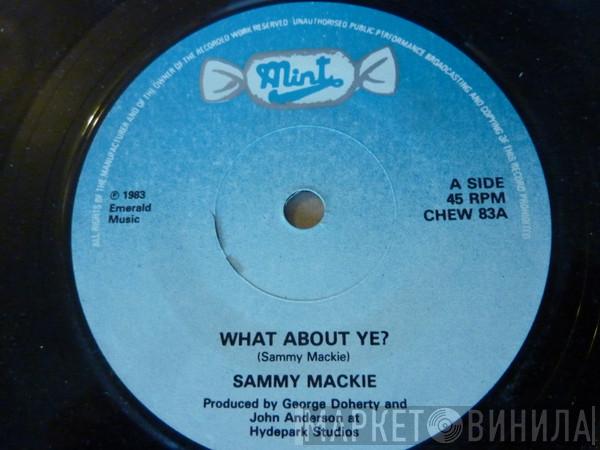 ALL RIGHTS OF THE MANUFACTURER AND OF THE OWNER OF THE RECORDED WORK RESERVED UNAUTHORISED PUBLIC PERFORMANCE BROADCASTING AND COPYING OF THIS RECORD PROHIBITED
Mint
℗ 1983
Emerald
Music
A SIDE
45 RPM
CHEW 83A
WHAT ABOUT YE?
(Sammy Mackie)
SAMMY MACKIE
Produced by George Doherty and
John Anderson at
Hydepark Studios
МАРКЕТ ВИНИЛА